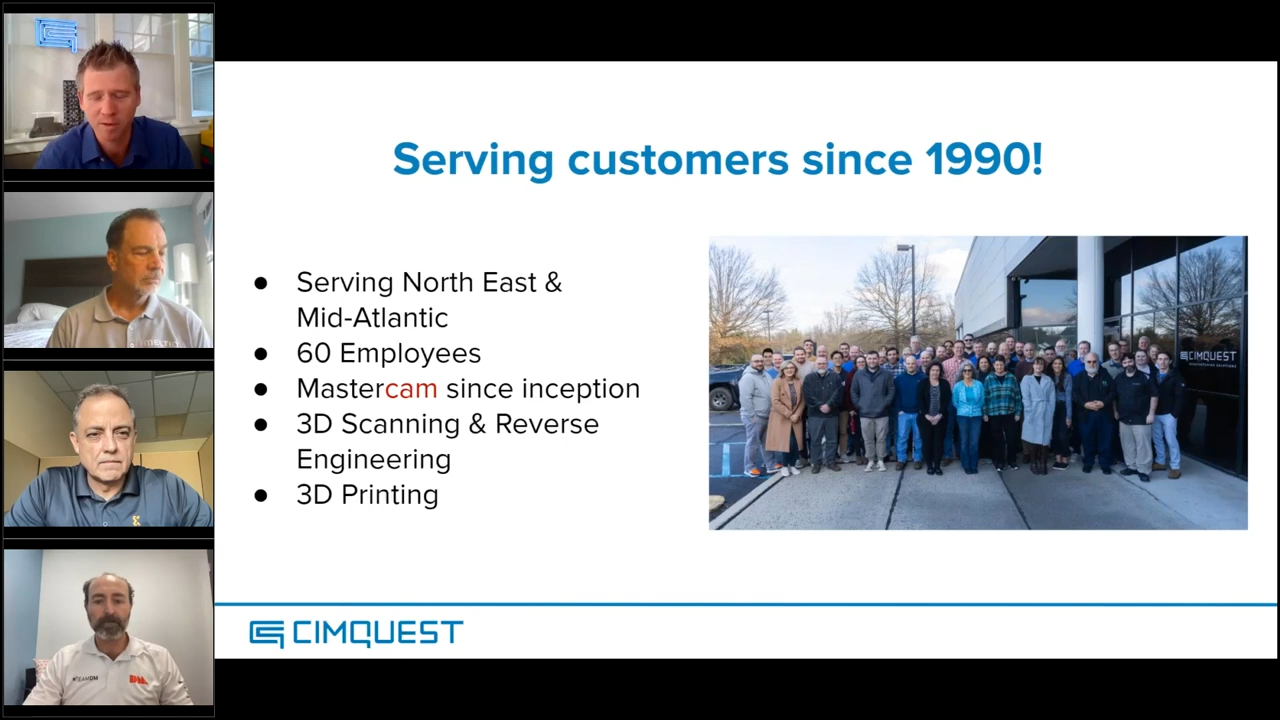 Serving customers since 1990!
● Serving North East &
Mid-Atlantic
● 60 Employees
● Mastercam since inception
● 3D Scanning & Reverse
Engineering
● 3D Printing
CIMQUEST
CIMQUEST
#TEAMDM